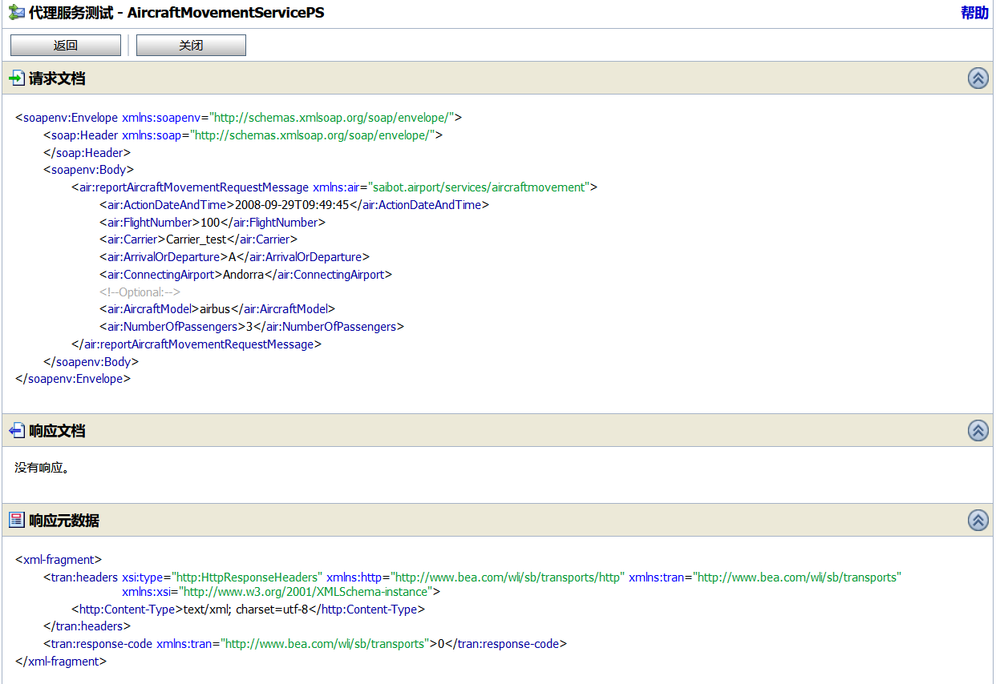 代理服务测试 - AircraftMovementServicePS
帮助
返回
关闭
请求文档
<soapenv:Envelope xmlns:soapenv="http://schemas.xmlsoap.org/soap/envelope/">
<soap:Header xmlns:soap="http://schemas.xmlsoap.org/soap/envelope/">
</soap:Header>
<soapenv:Body>
<air:reportAircraftMovementRequestMessage xmlns:air="saibot.airport/services/aircraftmovement">
<air:ActionDateAndTime>2008-09-29T09:49:45</air:ActionDateAndTime>
<air:FlightNumber>100</air:FlightNumber>
<air:Carrier>Carrier_test</air:Carrier>
<air:ArrivalOrDeparture>A</air:ArrivalOrDeparture>
<air:ConnectingAirport>Andorra</air:ConnectingAirport>
<!--Optional:-->
<air:AircraftModel>airbus</air:AircraftModel>
<air:NumberOfPassengers>3</air:NumberOfPassengers>
</air:reportAircraftMovementRequestMessage>
</soapenv:Body>
</soapenv:Envelope>
响应文档
没有响应。
响应元数据
<xml-fragment>
<tran:headers xsi:type="http:HttpResponseHeaders" xmlns:http="http://www.bea.com/wli/sb/transports/http" xmlns:tran="http://www.bea.com/wli/sb/transports"
xmlns:xsi="http://www.w3.org/2001/XMLSchema-instance">
<http:Content-Type>text/xml; charset=utf-8</http:Content-Type>
</tran:headers>
<tran:response-code xmlns:tran="http://www.bea.com/wli/sb/transports">0</tran:response-code>
</xml-fragment>